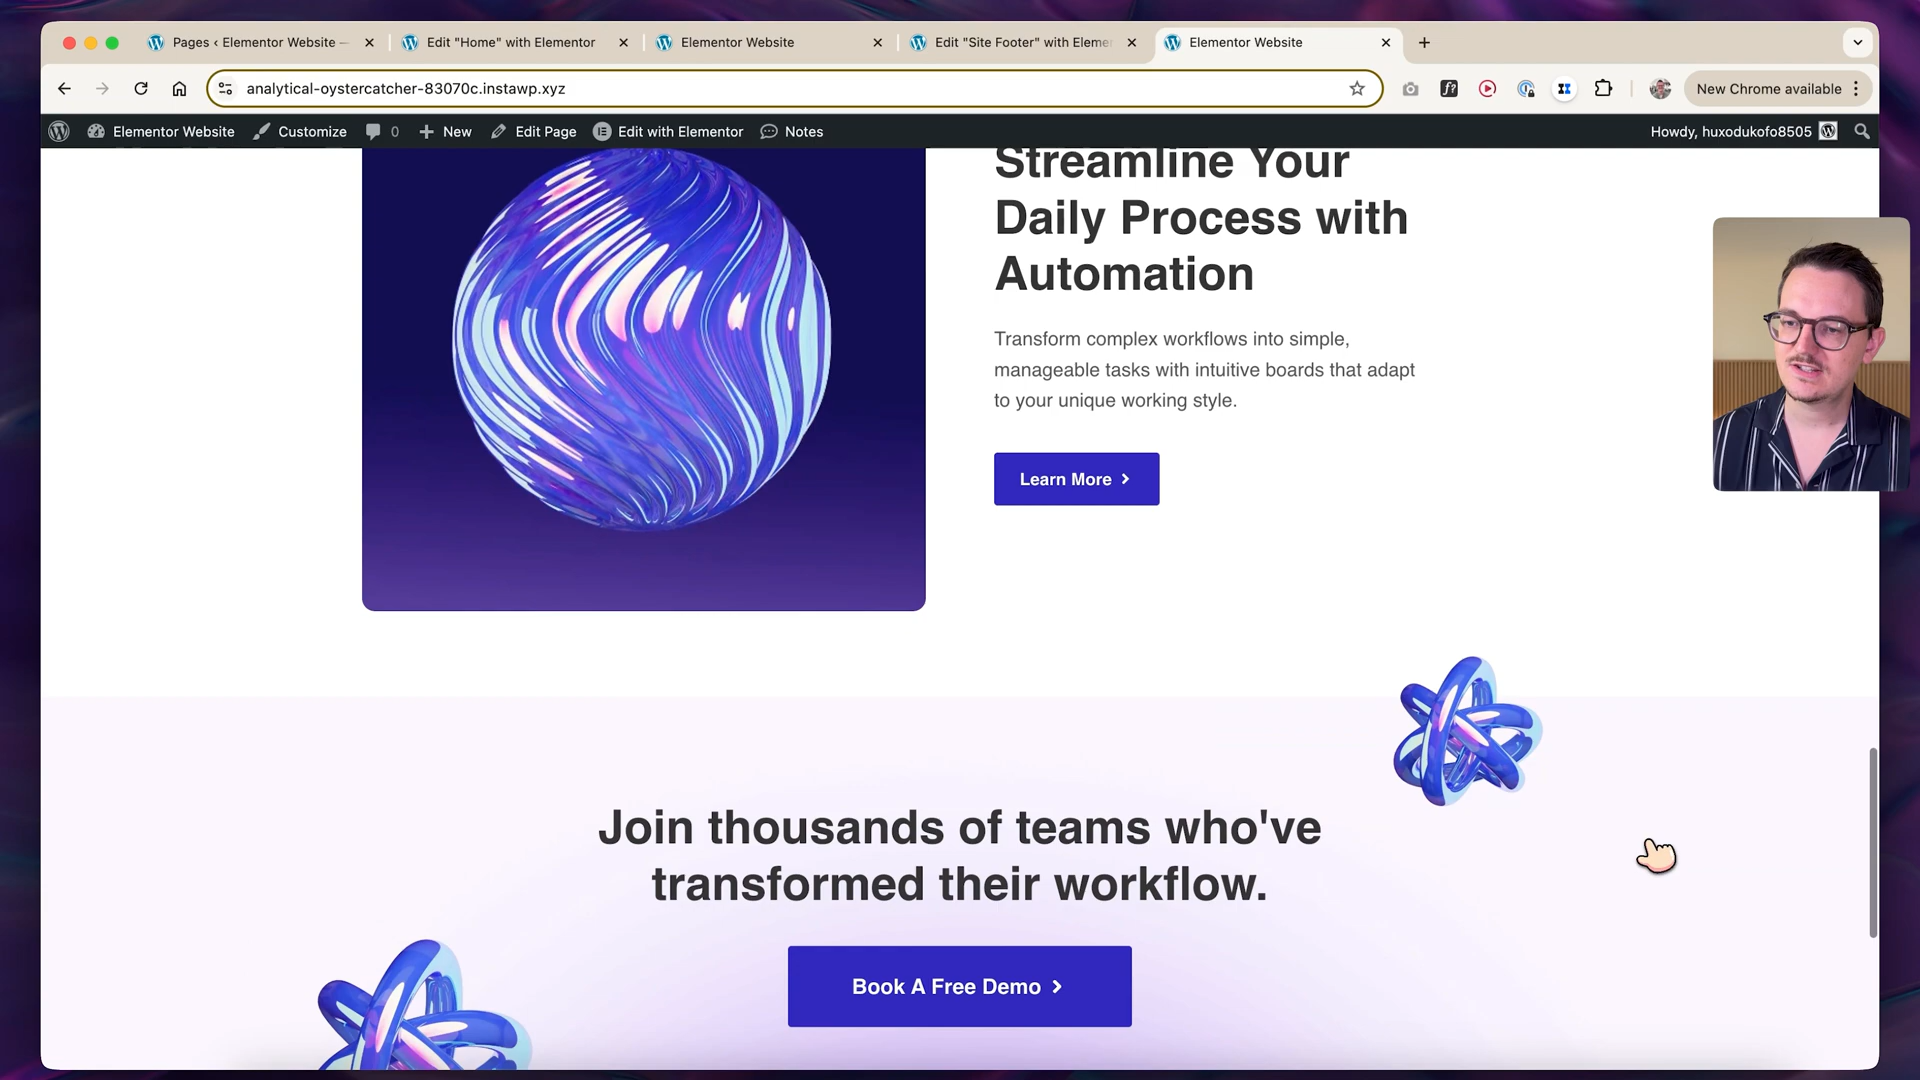 Pages ‹ Elementor Website —
Edit "Home" with Elementor
Elementor Website
Edit "Site Footer" with Eleme
Elementor Website
analytical-oystercatcher-83070c.instawp.xyz
f?
New Chrome available
Elementor Website
Customize
0
New
Edit Page
Edit with Elementor
Notes
Howdy, huxodukofo8505
Streamline Your
Daily Process with
Automation
Transform complex workflows into simple,
manageable tasks with intuitive boards that adapt
to your unique working style.
Learn More
Join thousands of teams who've
transformed their workflow.
Book A Free Demo